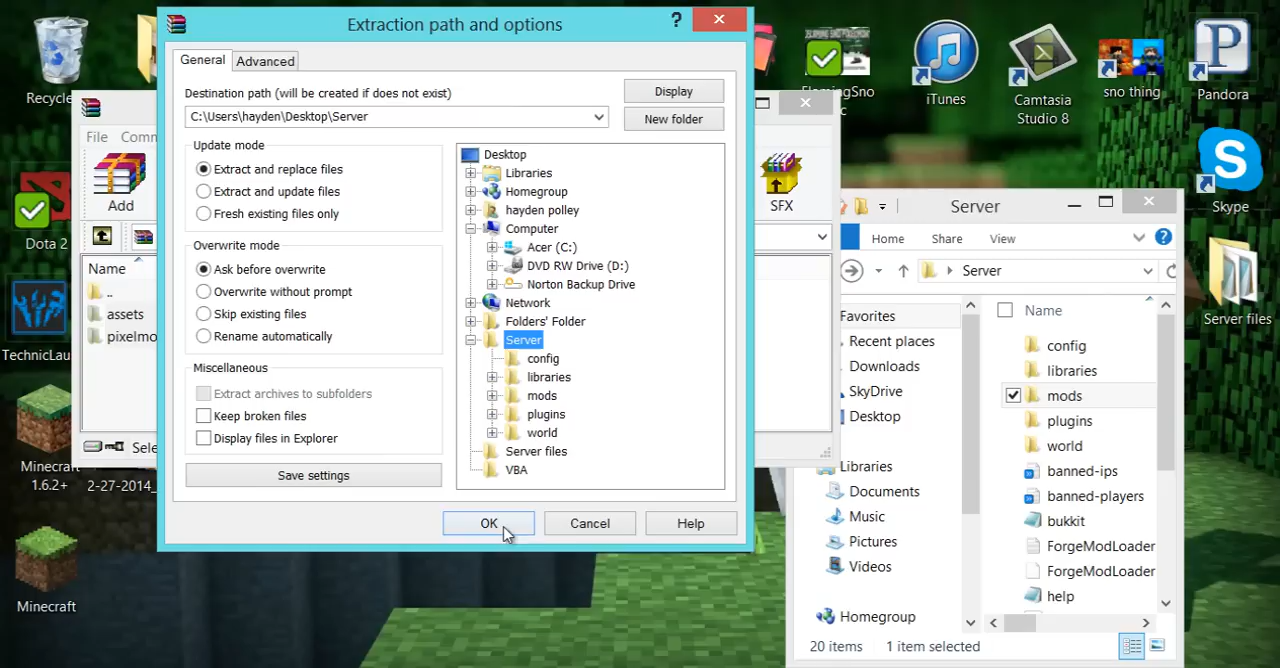 Extraction path and options
?
General
Advanced
Destination path (will be created if does not exist)
C:\Users\hayden\Desktop\Server
Display
New folder
Update mode
Extract and replace files
Extract and update files
Fresh existing files only
Overwrite mode
Ask before overwrite
Overwrite without prompt
Skip existing files
Rename automatically
Miscellaneous
Extract archives to subfolders
Keep broken files
Display files in Explorer
Save settings
Desktop
Libraries
Homegroup
hayden polley
Computer
Acer (C:)
DVD RW Drive (D:)
Norton Backup Drive
Network
Folders' Folder
Server
config
libraries
mods
plugins
world
Server files
VBA
OK
Cancel
Help
Recycle
Dota 2
TechnicLau
Minecraft
1.6.2+
2-27-2014_
Minecraft
File
Comm
Add
Name
..
assets
pixelmo
Sele
SFX
FlamingSno
iTunes
Camtasia
Studio 8
sno thing
Pandora
Skype
Server files
Server
Home
Share
View
Server
Favorites
Recent places
Downloads
SkyDrive
Desktop
Libraries
Documents
Music
Pictures
Videos
Homegroup
Name
config
libraries
mods
plugins
world
banned-ips
banned-players
bukkit
ForgeModLoader
ForgeModLoader
help
20 items
1 item selected